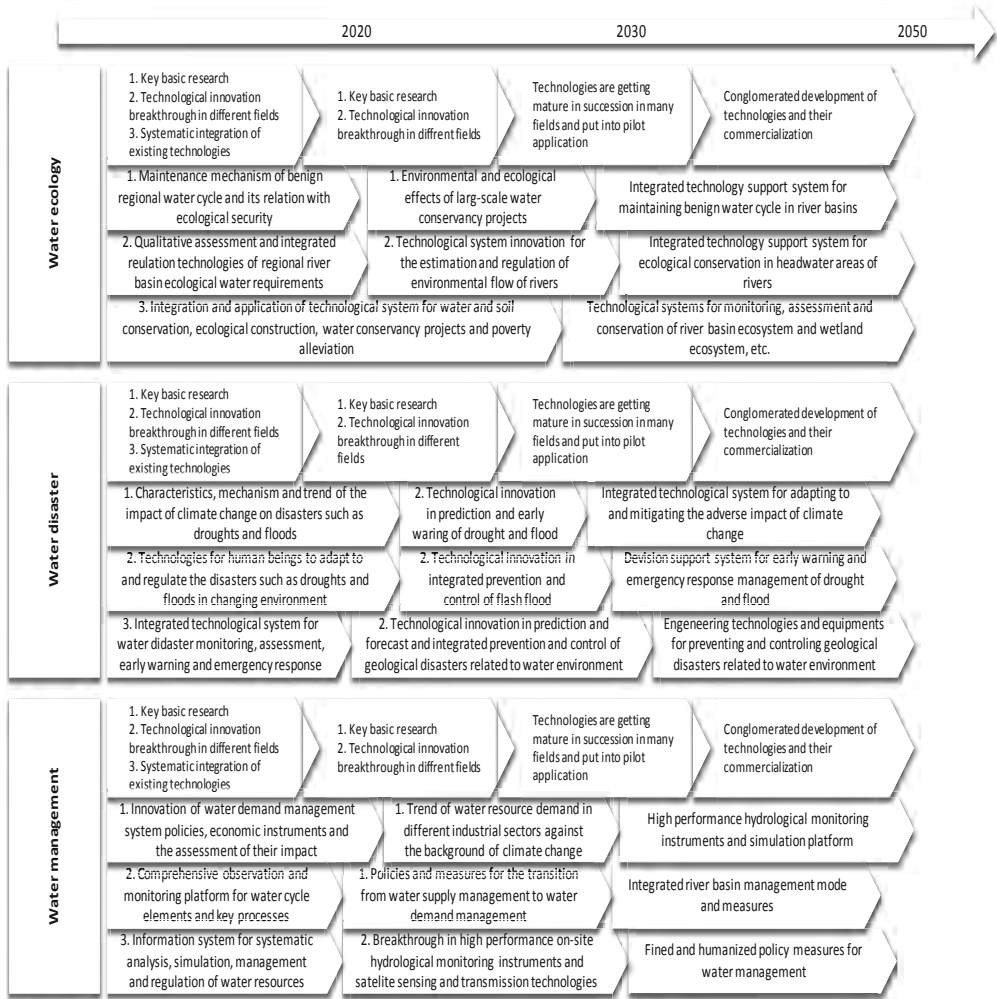 2020 2030 2050
Water ecology
1. Key basic research
2. Technological innovation
breakthrough in different fields
3. Systematic integration of
existing technologies
1. Key basic research
2. Technological innovation
breakthrough in diffrent fields
Technologies are getting
mature in succession in many
fields and put into pilot
application
Conglomerated development of
technologies and their
commercialization
1. Maintenance mechanism of benign
regional water cycle and its relation with
ecological security
1. Environmental and ecological
effects of larg-scale water
conservancy projects
Integrated technology support system for
maintaining benign water cycle in river basins
2. Qualitative assessment and integrated
reulation technologies of regional river
basin ecological water requirements
2. Technological system innovation for
the estimation and regulation of
environmental flow of rivers
Integrated technology support system for
ecological conservation in headwater areas of
rivers
3. Integration and application of technological system for water and soil
conservation, ecological construction, water conservancy projects and poverty
alleviation
Technological systems for monitoring, assessment and
conservation of river basin ecosystem and wetland
ecosystem, etc.
Water disaster
1. Key basic research
2. Technological innovation
breakthrough in different fields
3. Systematic integration of
existing technologies
1. Key basic research
2. Technological innovation
breakthrough in different
fields
Technologies are getting
mature in succession in many
fields and put into pilot
application
Conglomerated development of
technologies and their
commercialization
1. Characteristics, mechanism and trend of the
impact of climate change on disasters such as
droughts and floods
2. Technological innovation
in prediction and early
waring of drought and flood
Integrated technological system for adapting to
and mitigating the adverse impact of climate
change
2. Technologies for human beings to adapt to
and regulate the disasters such as droughts and
floods in changing environment
2. Technological innovation in
integrated prevention and
control of flash flood
Devision support system for early warning and
emergency response management of drought
and flood
3. Integrated technological system for
water didaster monitoring, assessment,
early warning and emergency response
2. Technological innovation in prediction and
forecast and integrated prevention and control of
geological disasters related to water environment
Engeneering technologies and equipments
for preventing and controling geological
disasters related to water environment
Water management
1. Key basic research
2. Technological innovation
breakthrough in different fields
3. Systematic integration of
existing technologies
1. Key basic research
2. Technological innovation
breakthrough in diffrent fields
Technologies are getting
mature in succession in many
fields and put into pilot
application
Conglomerated development of
technologies and their
commercialization
1. Innovation of water demand management
system policies, economic instruments and
the assessment of their impact
1. Trend of water resource demand in
different industrial sectors against
the background of climate change
High performance hydrological monitoring
instruments and simulation platform
2. Comprehensive observation and
monitoring platform for water cycle
elements and key processes
1. Policies and measures for the transition
from water supply management to water
demand management
Integrated river basin management mode
and measures
3. Information system for systematic
analysis, simulation, management
and regulation of water resources
2. Breakthrough in high performance on-site
hydrological monitoring instruments and
satelite sensing and transmission technologies
Fined and humanized policy measures for
water management